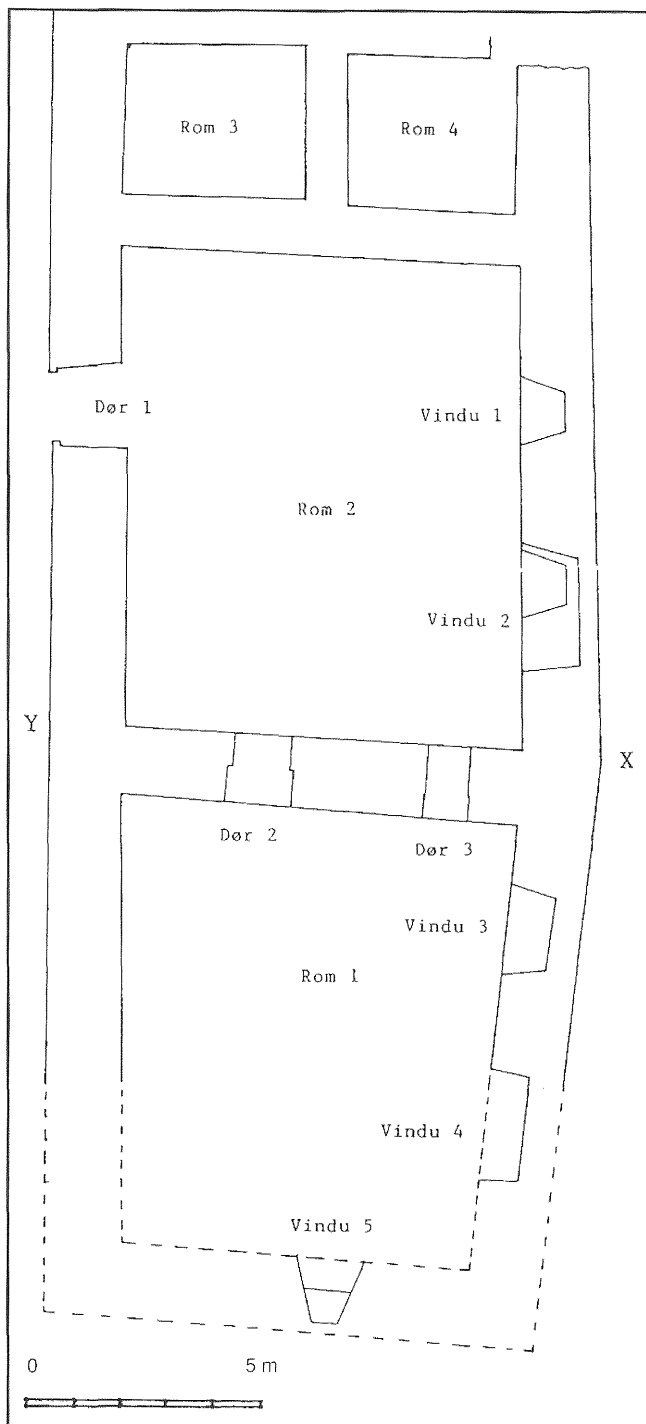 Rom 3
Rom 4
Dør 1
Vindu 1
Rom 2
Vindu 2
Y
X
Dør 2
Dør 3
Vindu 3
Rom 1
Vindu 4
Vindu 5
0 5 m